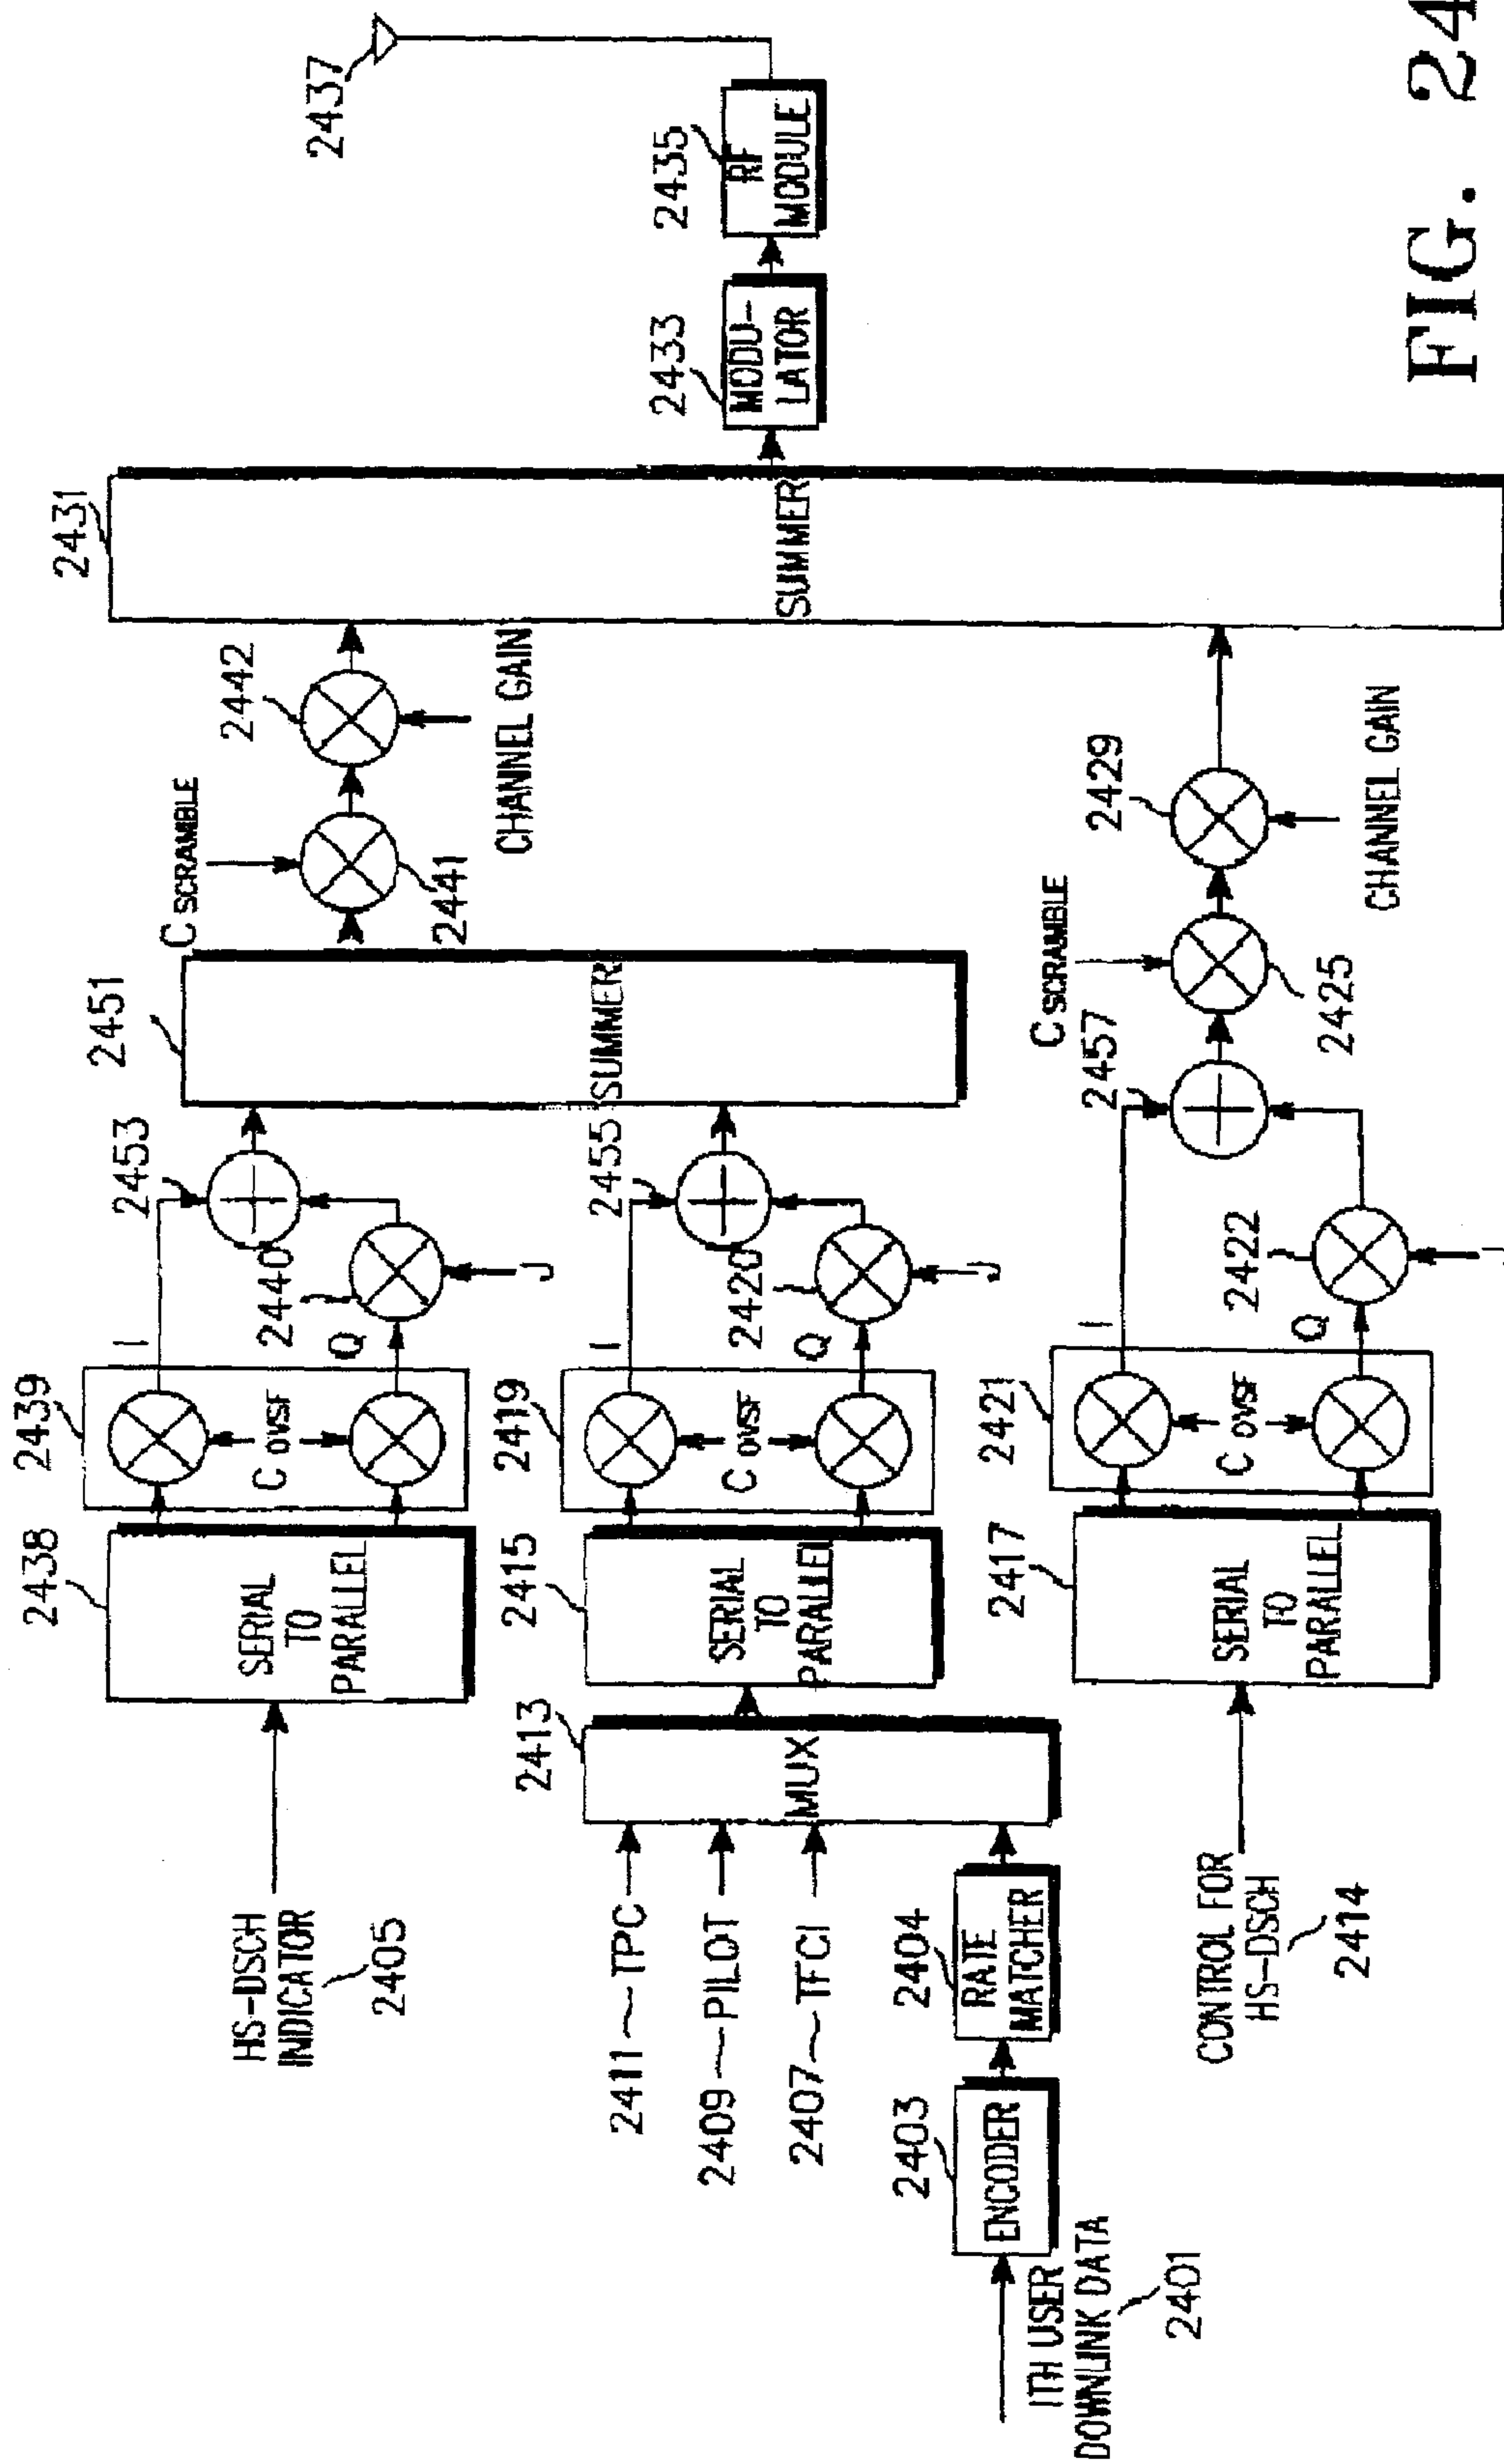 2437
2431
2442
C SCRAMBLE
2441
CHANNEL GAIN
2433
MODU-
LATOR
2435
RF
MODULE
SUMMER
2451
SUMMER
2453
2439
2438
I
C OVSF
2440
Q
J
SERIAL
TO
PARALLEL
HS-DSCH
INDICATOR
2405
2455
2419
2415
2413
I
C OVSF
2420
Q
J
SERIAL
TO
PARALLEL
MUX
2411 TPC
2409 PILOT
2407 TFCI
2404
RATE
MATCHER
2403
ENCODER
ITH USER
DOWNLINK DATA
2401
C SCRAMBLE
2429
2457
2425
CHANNEL GAIN
2421
2417
I
C OVSF
2422
Q
J
SERIAL
TO
PARALLEL
CONTROL FOR
HS-DSCH
2414
FIG. 24